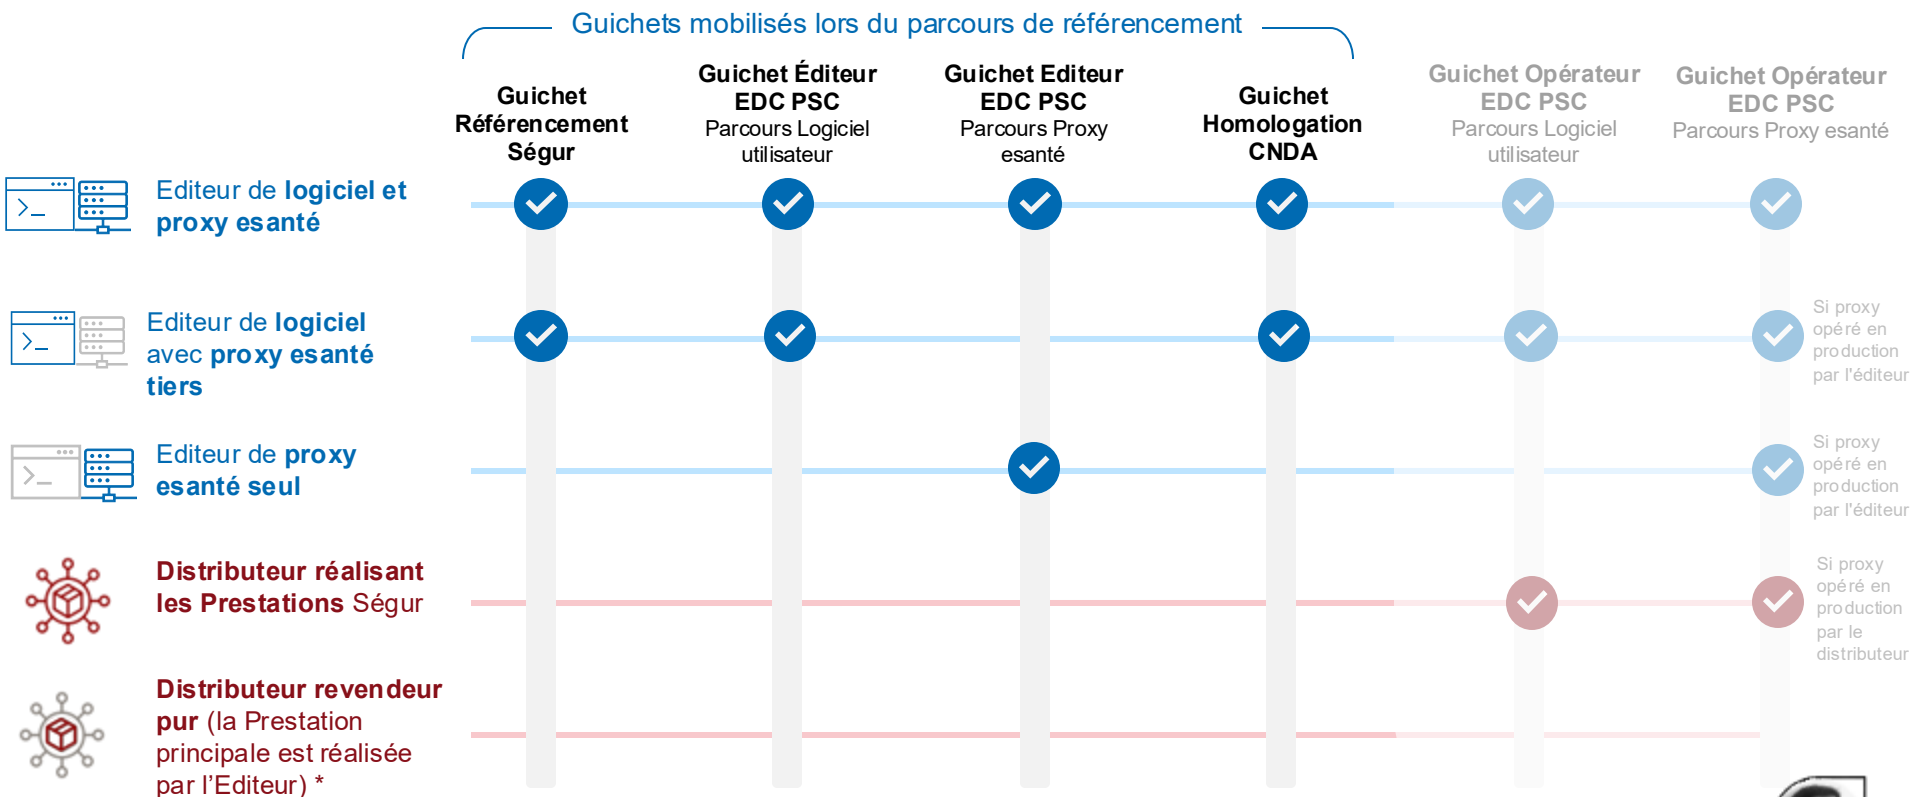 Guichets mobilisés lors du parcours de référencement
Guichet
Référencement
Ségur
Guichet Éditeur
EDC PSC
Parcours Logiciel
utilisateur
Guichet Editeur
EDC PSC
Parcours Proxy
esanté
Guichet
Homologation
CNDA
Guichet Opérateur
EDC PSC
Parcours Logiciel
utilisateur
Guichet Opérateur
EDC PSC
Parcours Proxy esanté
Editeur de logiciel et
proxy esanté
Editeur de logiciel
avec proxy esanté
tiers
Si proxy
opéré en
production
par l'éditeur
Editeur de proxy
esanté seul
Si proxy
opéré en
production
par l'éditeur
Distributeur réalisant
les Prestations Ségur
Si proxy
opéré en
production
par le
distributeur
Distributeur revendeur
pur (la Prestation
principale est réalisée
par l'Editeur) *